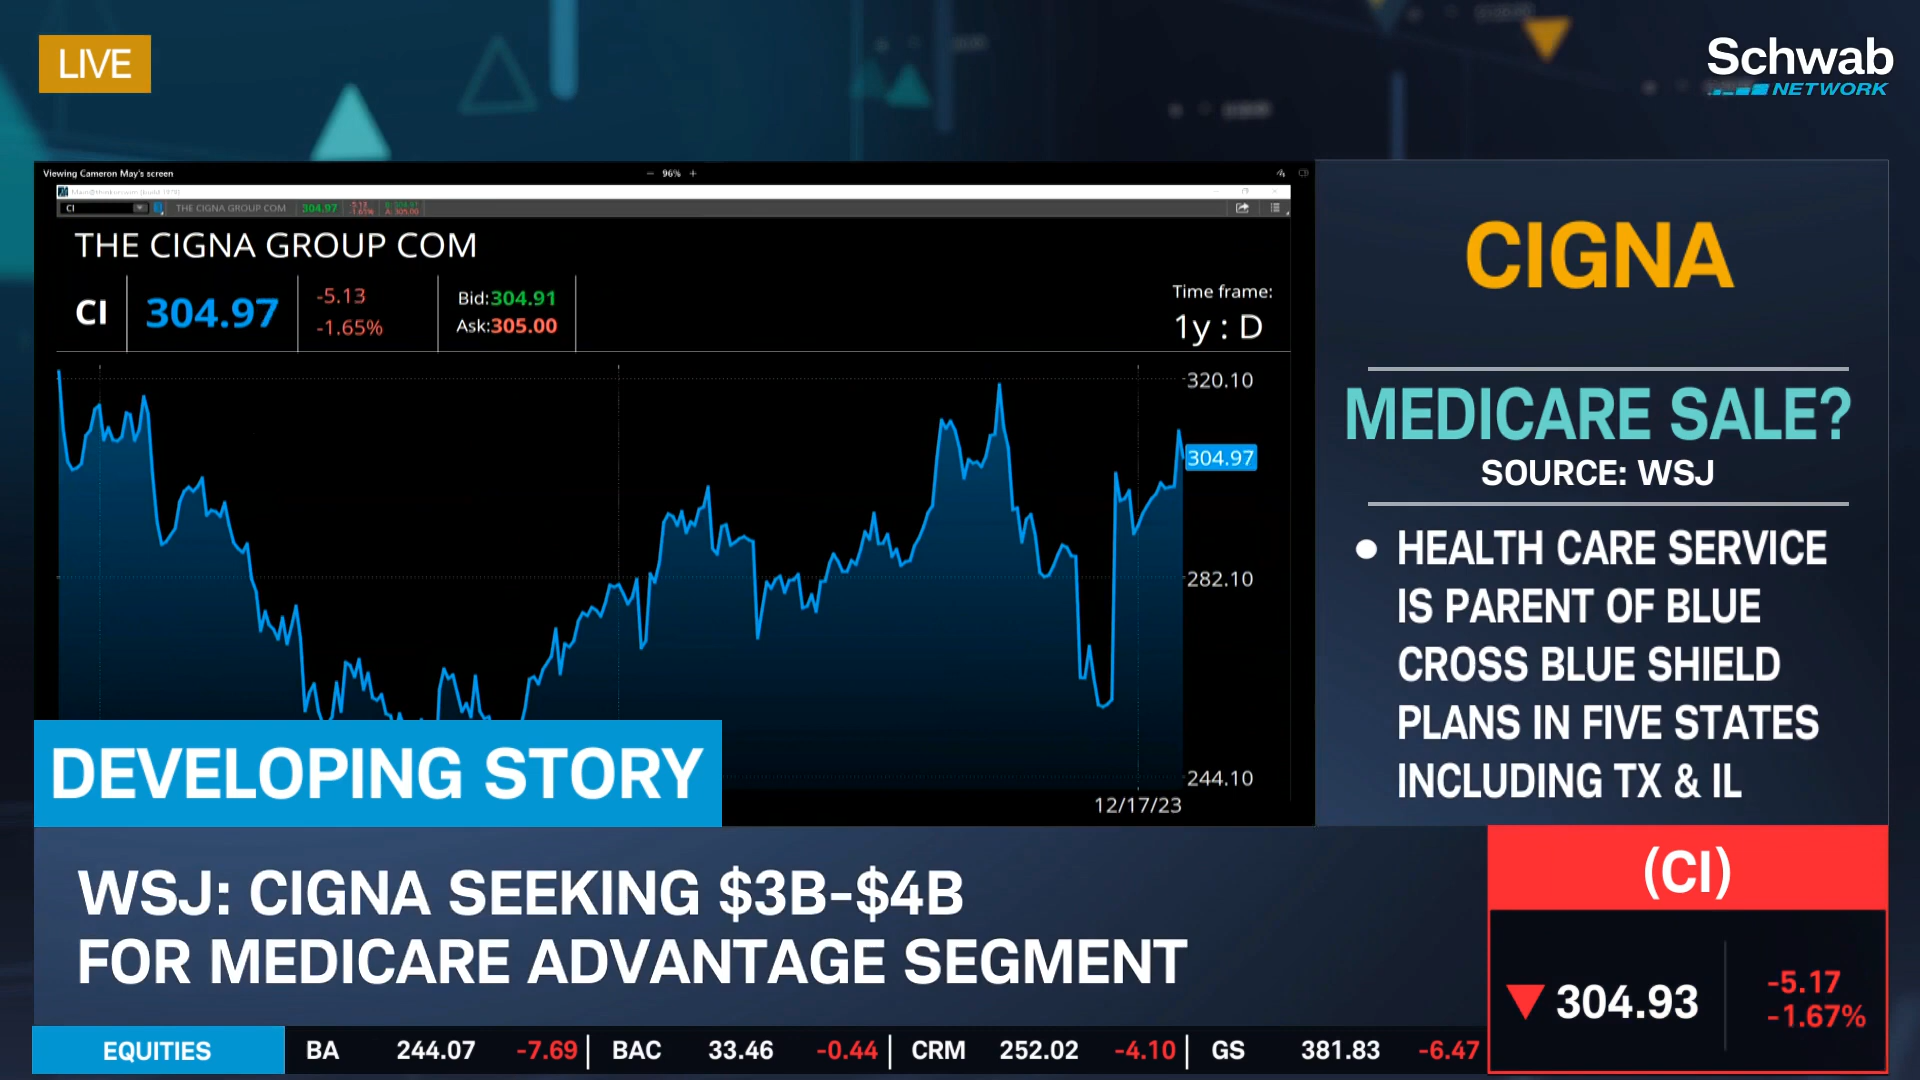 LIVE
Schwab
NETWORK
Viewing Cameron May's screen
96%
CI
THE CIGNA GROUP COM
304.97
THE CIGNA GROUP COM
CI
304.97
-5.13
-1.65%
Bid:304.91
Ask:305.00
Time frame:
1y : D
320.10
304.97
282.10
244.10
12/17/23
CIGNA
MEDICARE SALE?
SOURCE: WSJ
• HEALTH CARE SERVICE
IS PARENT OF BLUE
CROSS BLUE SHIELD
PLANS IN FIVE STATES
INCLUDING TX & IL
DEVELOPING STORY
WSJ: CIGNA SEEKING $3B-$4B
FOR MEDICARE ADVANTAGE SEGMENT
(CI)
▼ 304.93
-5.17
-1.67%
EQUITIES
BA 244.07 -7.69 | BAC 33.46 -0.44 | CRM 252.02 -4.10 | GS 381.83 -6.47